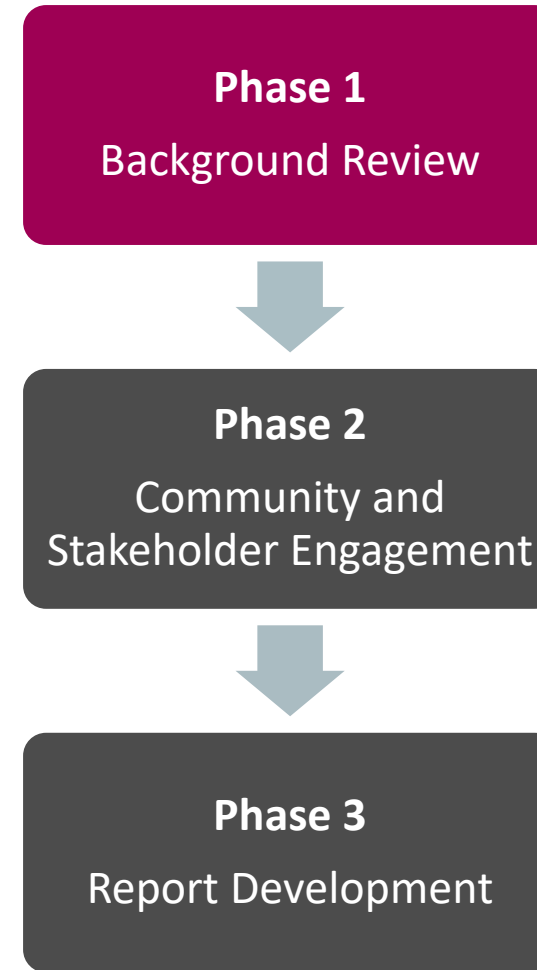 Phase 1
Background Review
Phase 2
Community and
Stakeholder Engagement
Phase 3
Report Development